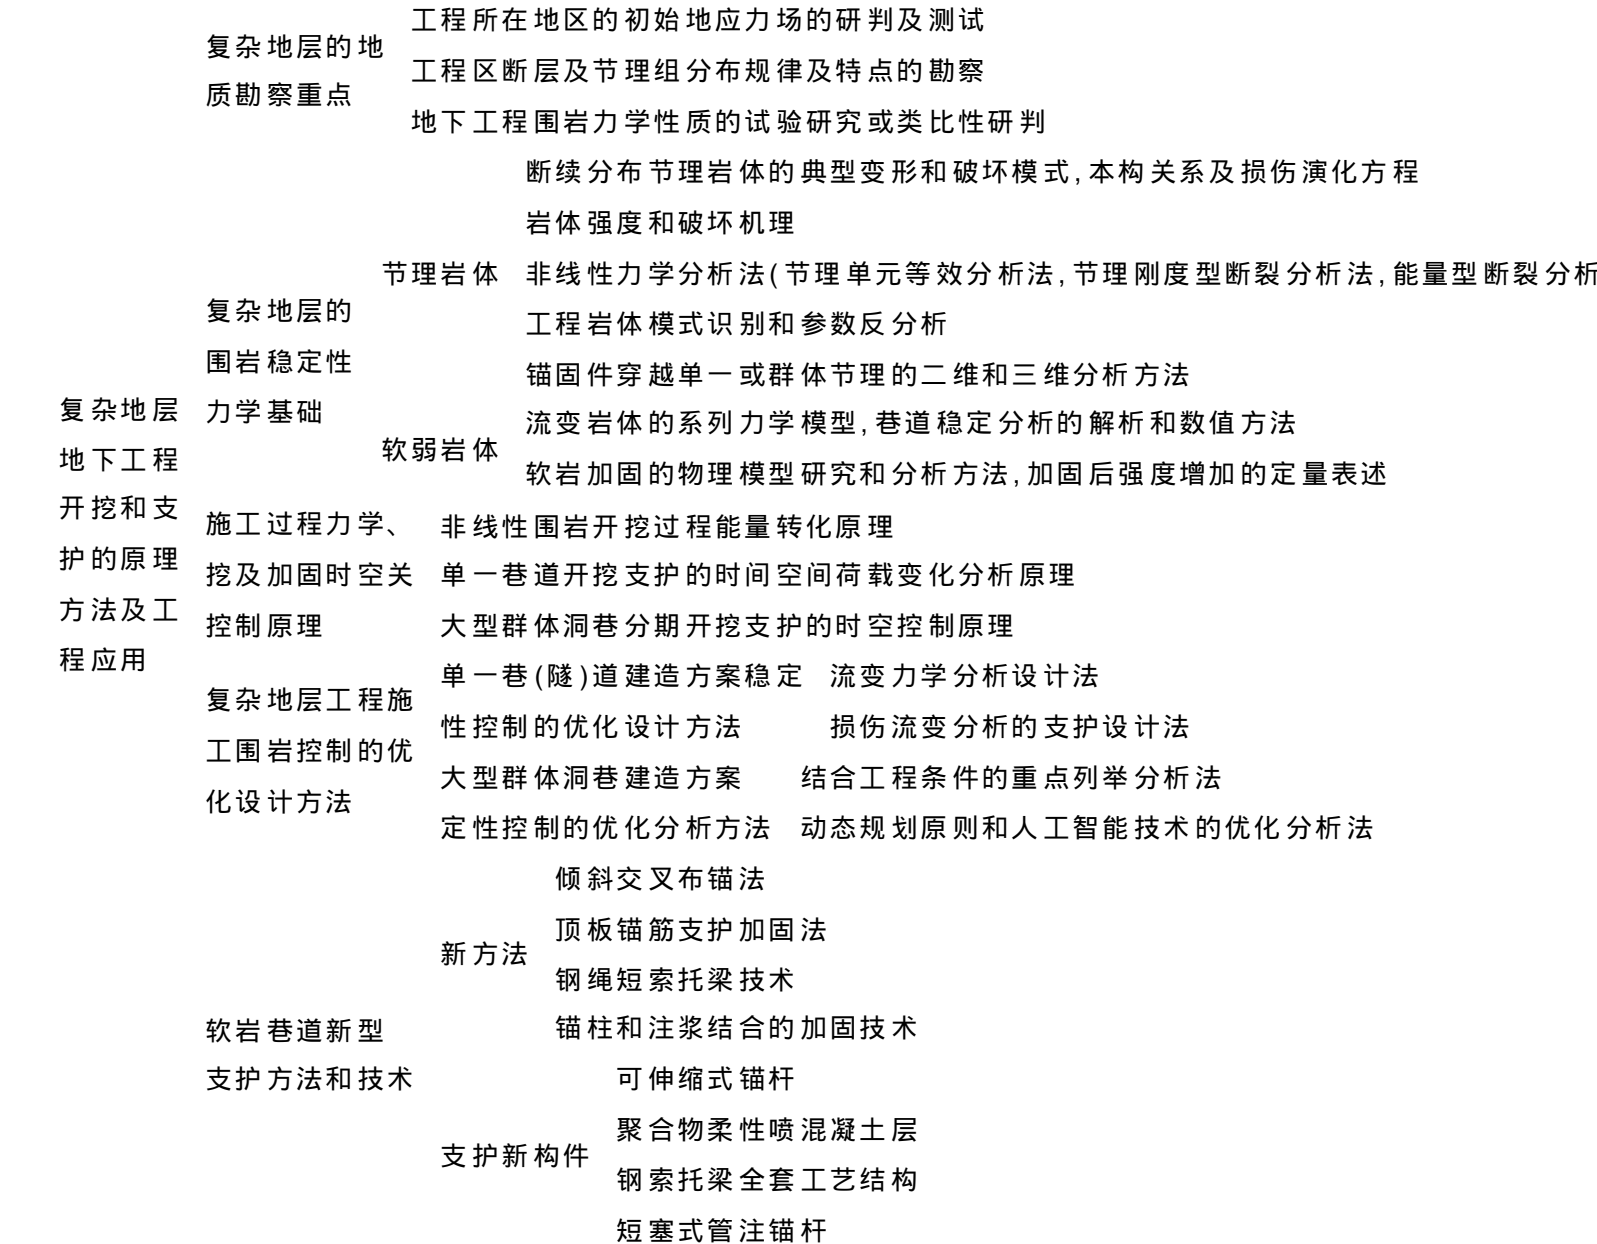 复杂地层地下工程开挖和支护的原理方法及工程应用
复杂地层的地质勘察重点
工程所在地区的初始地应力场的研判及测试
工程区断层及节理组分布规律及特点的勘察
地下工程围岩力学性质的试验研究或类比性研判
复杂地层的围岩稳定性力学基础
节理岩体
断续分布节理岩体的典型变形和破坏模式,本构关系及损伤演化方程
岩体强度和破坏机理
非线性力学分析法(节理单元等效分析法,节理刚度型断裂分析法,能量型断裂分析
工程岩体模式识别和参数反分析
锚固件穿越单一或群体节理的二维和三维分析方法
软弱岩体
流变岩体的系列力学模型,巷道稳定分析的解析和数值方法
软岩加固的物理模型研究和分析方法,加固后强度增加的定量表述
施工过程力学、
挖及加固时空关
控制原理
非线性围岩开挖过程能量转化原理
单一巷道开挖支护的时间空间荷载变化分析原理
大型群体洞巷分期开挖支护的时空控制原理
复杂地层工程施
工围岩控制的优
化设计方法
单一巷(隧)道建造方案稳定
性控制的优化设计方法
流变力学分析设计法
损伤流变分析的支护设计法
大型群体洞巷建造方案
定性控制的优化分析方法
结合工程条件的重点列举分析法
动态规划原则和人工智能技术的优化分析法
软岩巷道新型
支护方法和技术
新方法
倾斜交叉布锚法
顶板锚筋支护加固法
钢绳短索托梁技术
锚柱和注浆结合的加固技术
支护新构件
可伸缩式锚杆
聚合物柔性喷混凝土层
钢索托梁全套工艺结构
短塞式管注锚杆